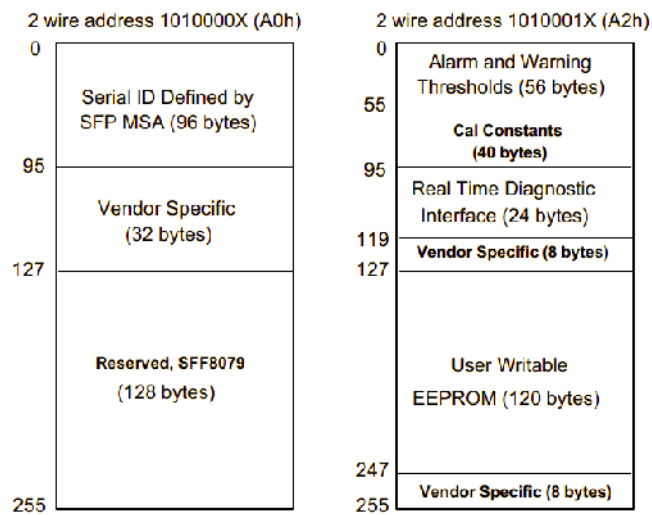 2 wire address 1010000X (A0h)
0
Serial ID Defined by
SFP MSA (96 bytes)
95
Vendor Specific
(32 bytes)
127
Reserved, SFF8079
(128 bytes)
255
2 wire address 1010001X (A2h)
0
Alarm and Warning
Thresholds (56 bytes)
55
Cal Constants
(40 bytes)
95
Real Time Diagnostic
Interface (24 bytes)
119
Vendor Specific (8 bytes)
127
User Writable
EEPROM (120 bytes)
247
Vendor Specific (8 bytes)
255